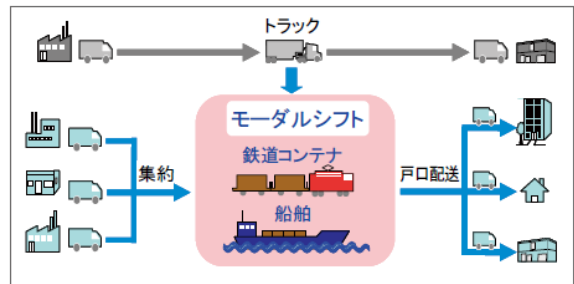 トラック
モーダルシフト
鉄道コンテナ
集約
戸口配送
船舶